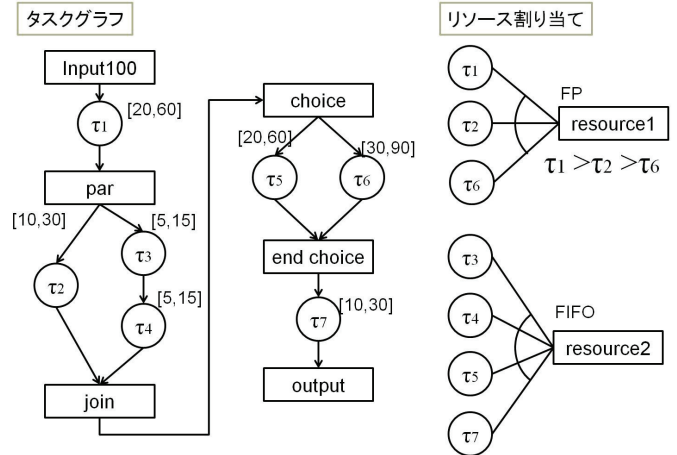 タスクグラフ
Input100
[20,60]
τ1
par
[10,30]
[5,15]
τ2
τ3
[5,15]
τ4
join
choice
[20,60]
[30,90]
τ5
τ6
end choice
[10,30]
τ7
output
リソース割り当て
τ1
τ2
τ6
FP
resource1
τ1 >τ2 >τ6
τ3
τ4
τ5
τ7
FIFO
resource2